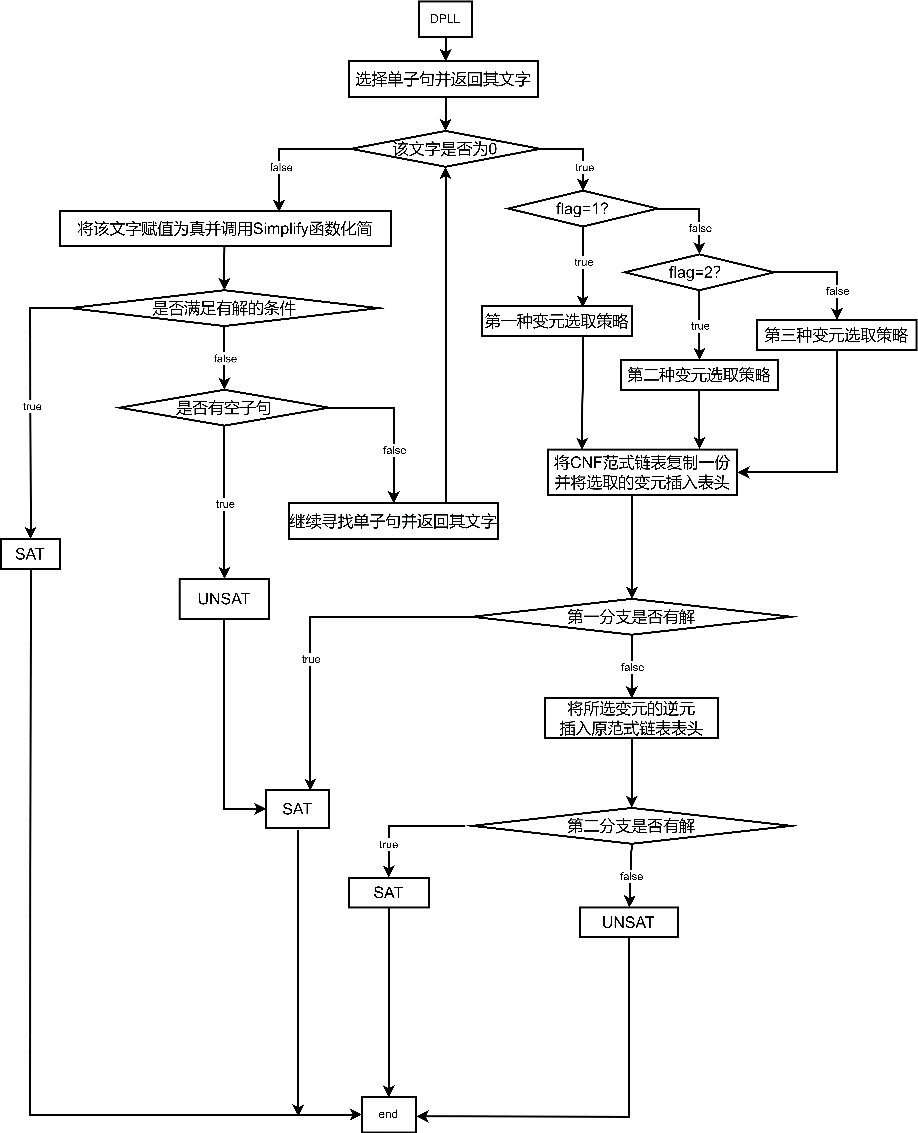 DPLL
选择单子句并返回其文字
该文字是否为0
false
true
将该文字赋值为真并调用Simplify函数化简
flag=1?
false
true
flag=2?
false
true
是否满足有解的条件
第一种变元选取策略
第三种变元选取策略
true
false
第二种变元选取策略
是否有空子句
false
true
将CNF范式链表复制一份
并将选取的变元插入表头
继续寻找单子句并返回其文字
SAT
UNSAT
第一分支是否有解
true
false
将所选变元的逆元
插入原范式链表表头
SAT
第二分支是否有解
true
false
SAT
UNSAT
end